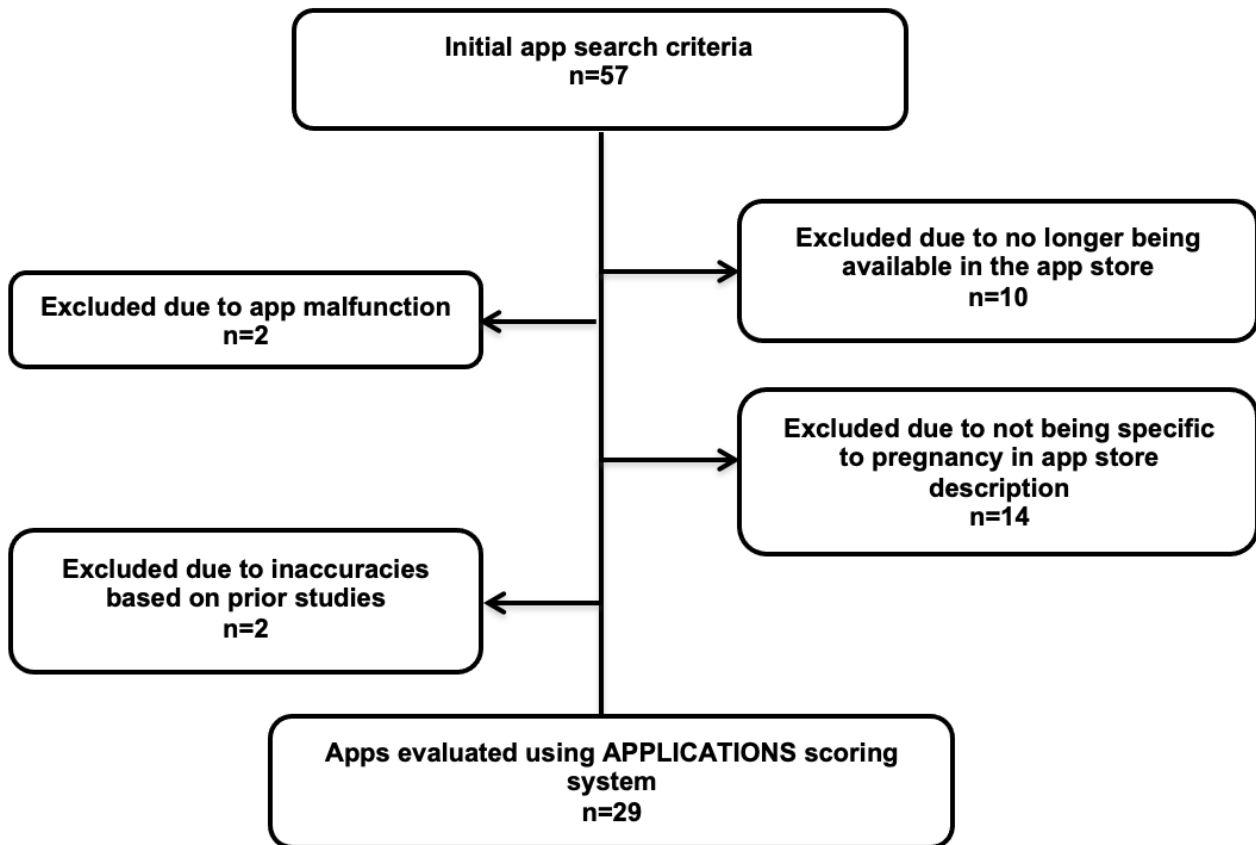 Initial app search criteria
n=57
Excluded due to no longer being
available in the app store
n=10
Excluded due to app malfunction
n=2
Excluded due to not being specific
to pregnancy in app store
description
n=14
Excluded due to inaccuracies
based on prior studies
n=2
Apps evaluated using APPLICATIONS scoring
system
n=29